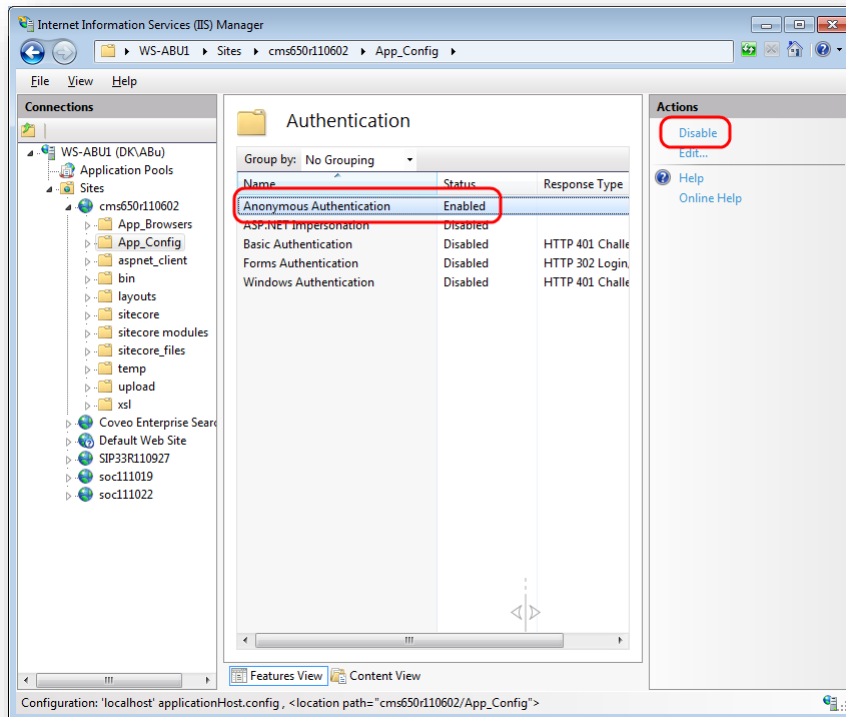 Internet Information Services (IIS) Manager
WS-ABU1 Sites cms650r110602 App_Config
File View Help
Connections
WS-ABU1 (DK\ABu)
Application Pools
Sites
cms650r110602
App_Browsers
App_Config
aspnet_client
bin
layouts
sitecore
sitecore modules
sitecore_files
temp
upload
xsl
Coveo Enterprise Sear
Default Web Site
SIP33R110927
soc111019
soc111022
Authentication
Group by: No Grouping
Name Status Response Type
Anonymous Authentication Enabled
ASP.NET Impersonation Disabled
Basic Authentication Disabled HTTP 401 Challe
Forms Authentication Disabled HTTP 302 Login
Windows Authentication Disabled HTTP 401 Challe
Features View Content View
Actions
Disable
Edit...
Help
Online Help
Configuration: 'localhost' applicationHost.config , <location path="cms650r110602/App_Config">